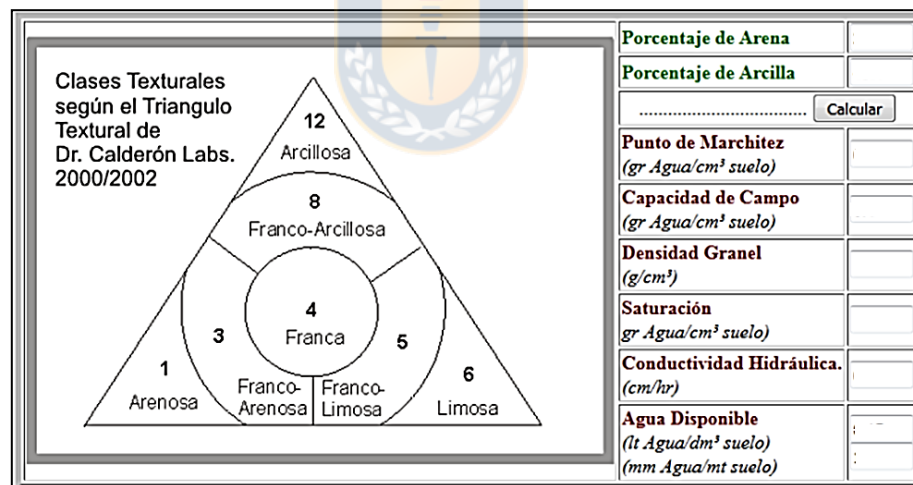 Clases Texturales
según el Triangulo
Textural de
Dr. Calderón Labs.
2000/2002
12
Arcillosa
8
Franco-Arcillosa
4
Franca
3
5
1
Arenosa
Franco-
Arenosa
Franco-
Limosa
6
Limosa
Porcentaje de Arena
Porcentaje de Arcilla
.................................. Calcular
Punto de Marchitez
(gr Agua/cm³ suelo)
Capacidad de Campo
(gr Agua/cm³ suelo)
Densidad Granel
(g/cm³)
Saturación
gr Agua/cm³ suelo)
Conductividad Hidráulica.
(cm/hr)
Agua Disponible
(lt Agua/dm³ suelo)
(mm Agua/mt suelo)